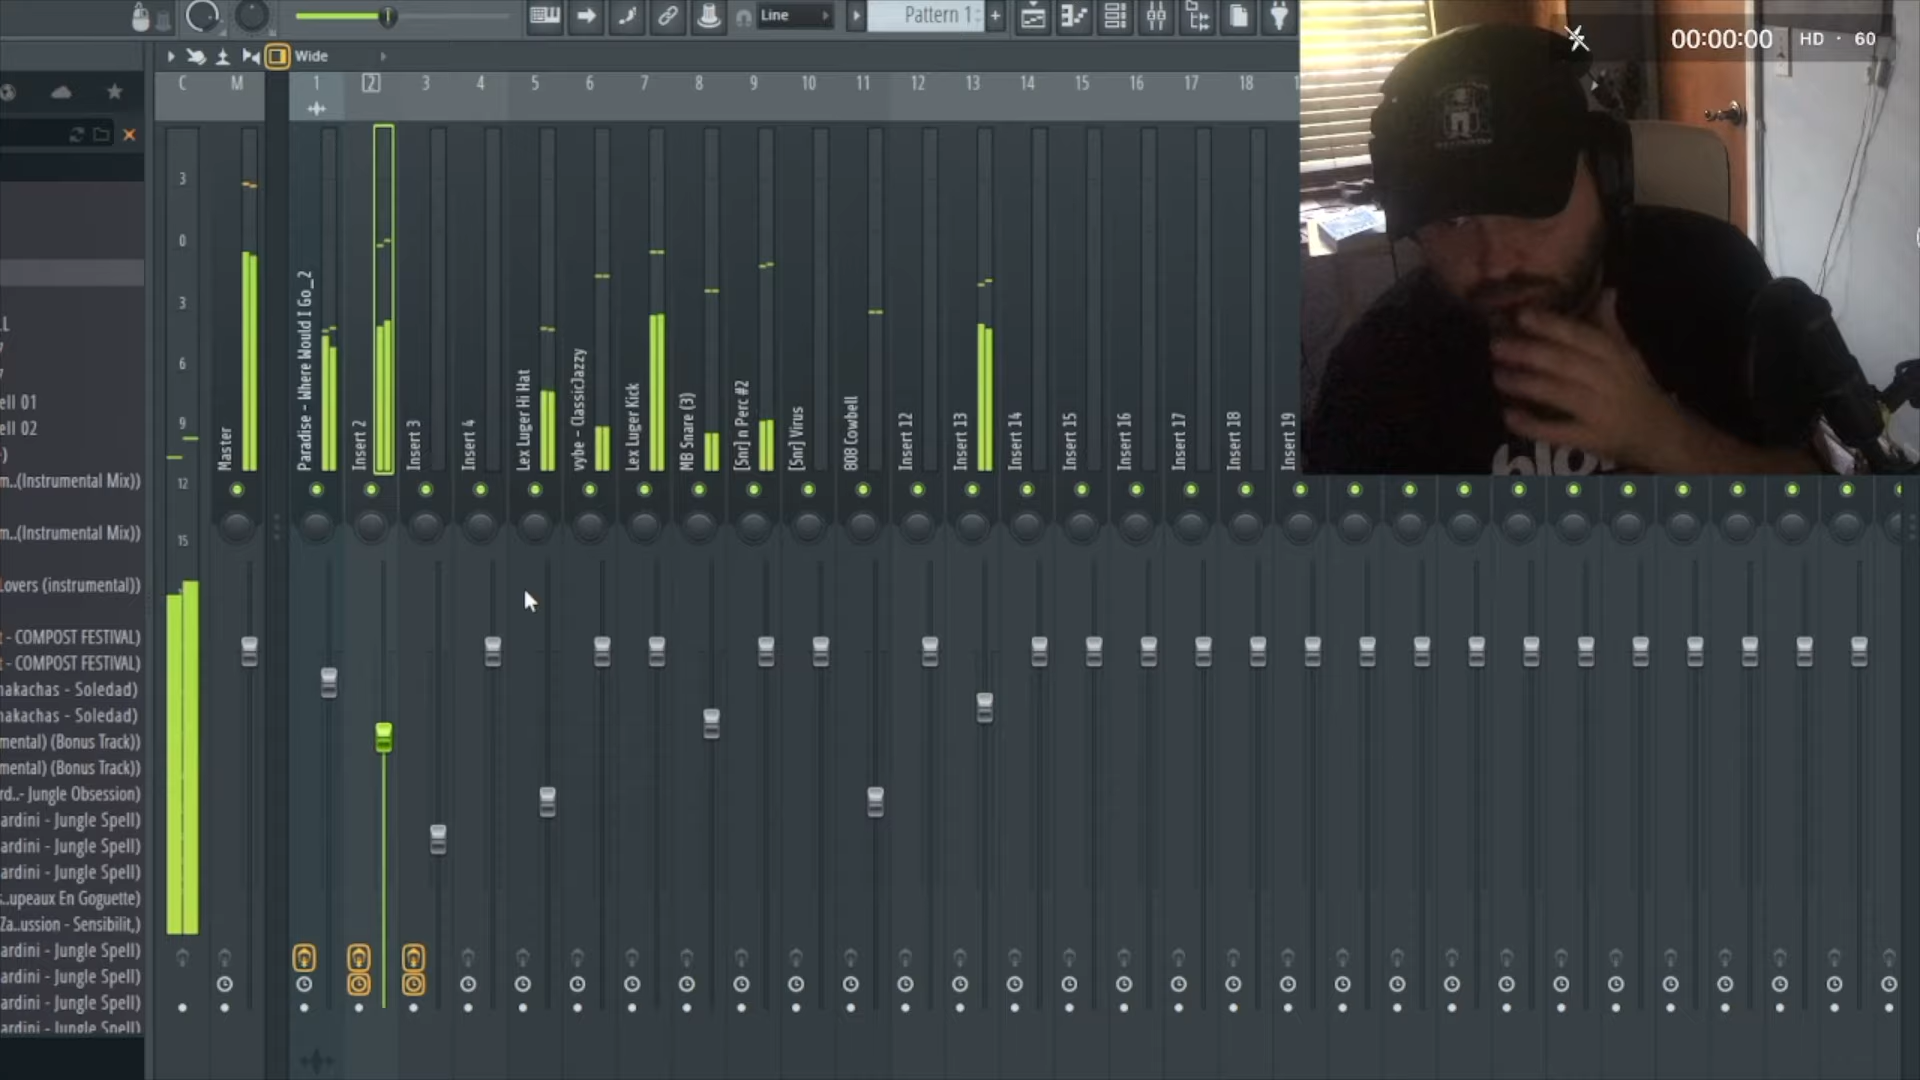 Line
Pattern 1
+
00:00:00
HD · 60
Wide
C
M
1
2
3
4
5
6
7
8
9
10
11
12
13
14
15
16
17
18
3
0
3
6
9
12
15
Master
Paradise - Where Would I Go_2
Insert 2
Insert 3
Insert 4
Lex Luger Hi Hat
vybe - ClassicJazzy
Lex Luger Kick
MB Snare (3)
[Snr] n Perc #2
[Snr] Virus
808 Cowbell
Insert 12
Insert 13
Insert 14
Insert 15
Insert 16
Insert 17
Insert 18
Insert 19
ell 01
ell 02
m..(Instrumental Mix))
m..(Instrumental Mix))
Lovers (instrumental))
t - COMPOST FESTIVAL)
t - COMPOST FESTIVAL)
nakachas - Soledad)
nakachas - Soledad)
mental) (Bonus Track))
mental) (Bonus Track))
rd..- Jungle Obsession)
ardini - Jungle Spell)
ardini - Jungle Spell)
ardini - Jungle Spell)
s..upeaux En Goguette)
Za..ussion - Sensibilit,)
ardini - Jungle Spell)
ardini - Jungle Spell)
ardini - Jungle Spell)
ardini - Jungle Spell)